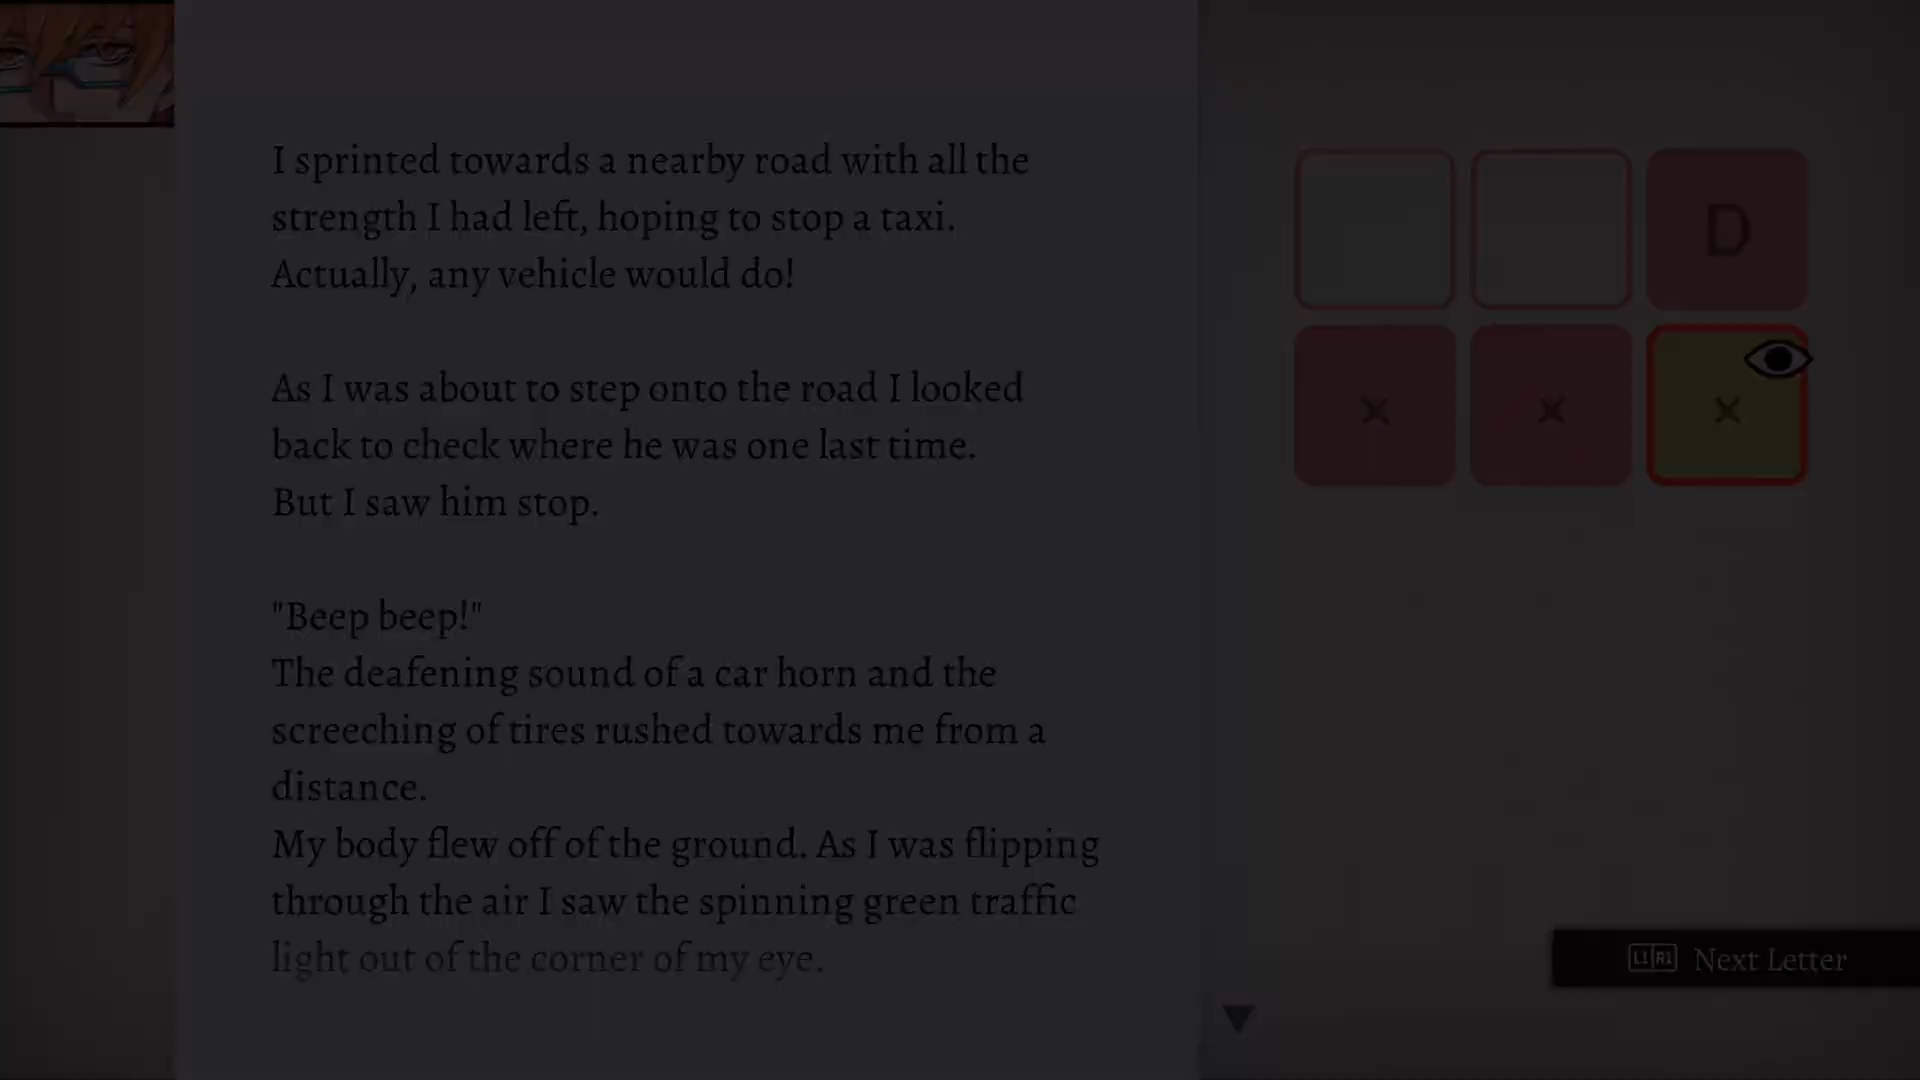 I sprinted towards a nearby road with all the
strength I had left, hoping to stop a taxi.
Actually, any vehicle would do!
As I was about to step onto the road I looked
back to check where he was one last time.
But I saw him stop.
"Beep beep!"
The deafening sound of a car horn and the
screeching of tires rushed towards me from a
distance.
My body flew off of the ground. As I was flipping
through the air I saw the spinning green traffic
light out of the corner of my eye.
D
× × ×
L1 R1 Next Letter